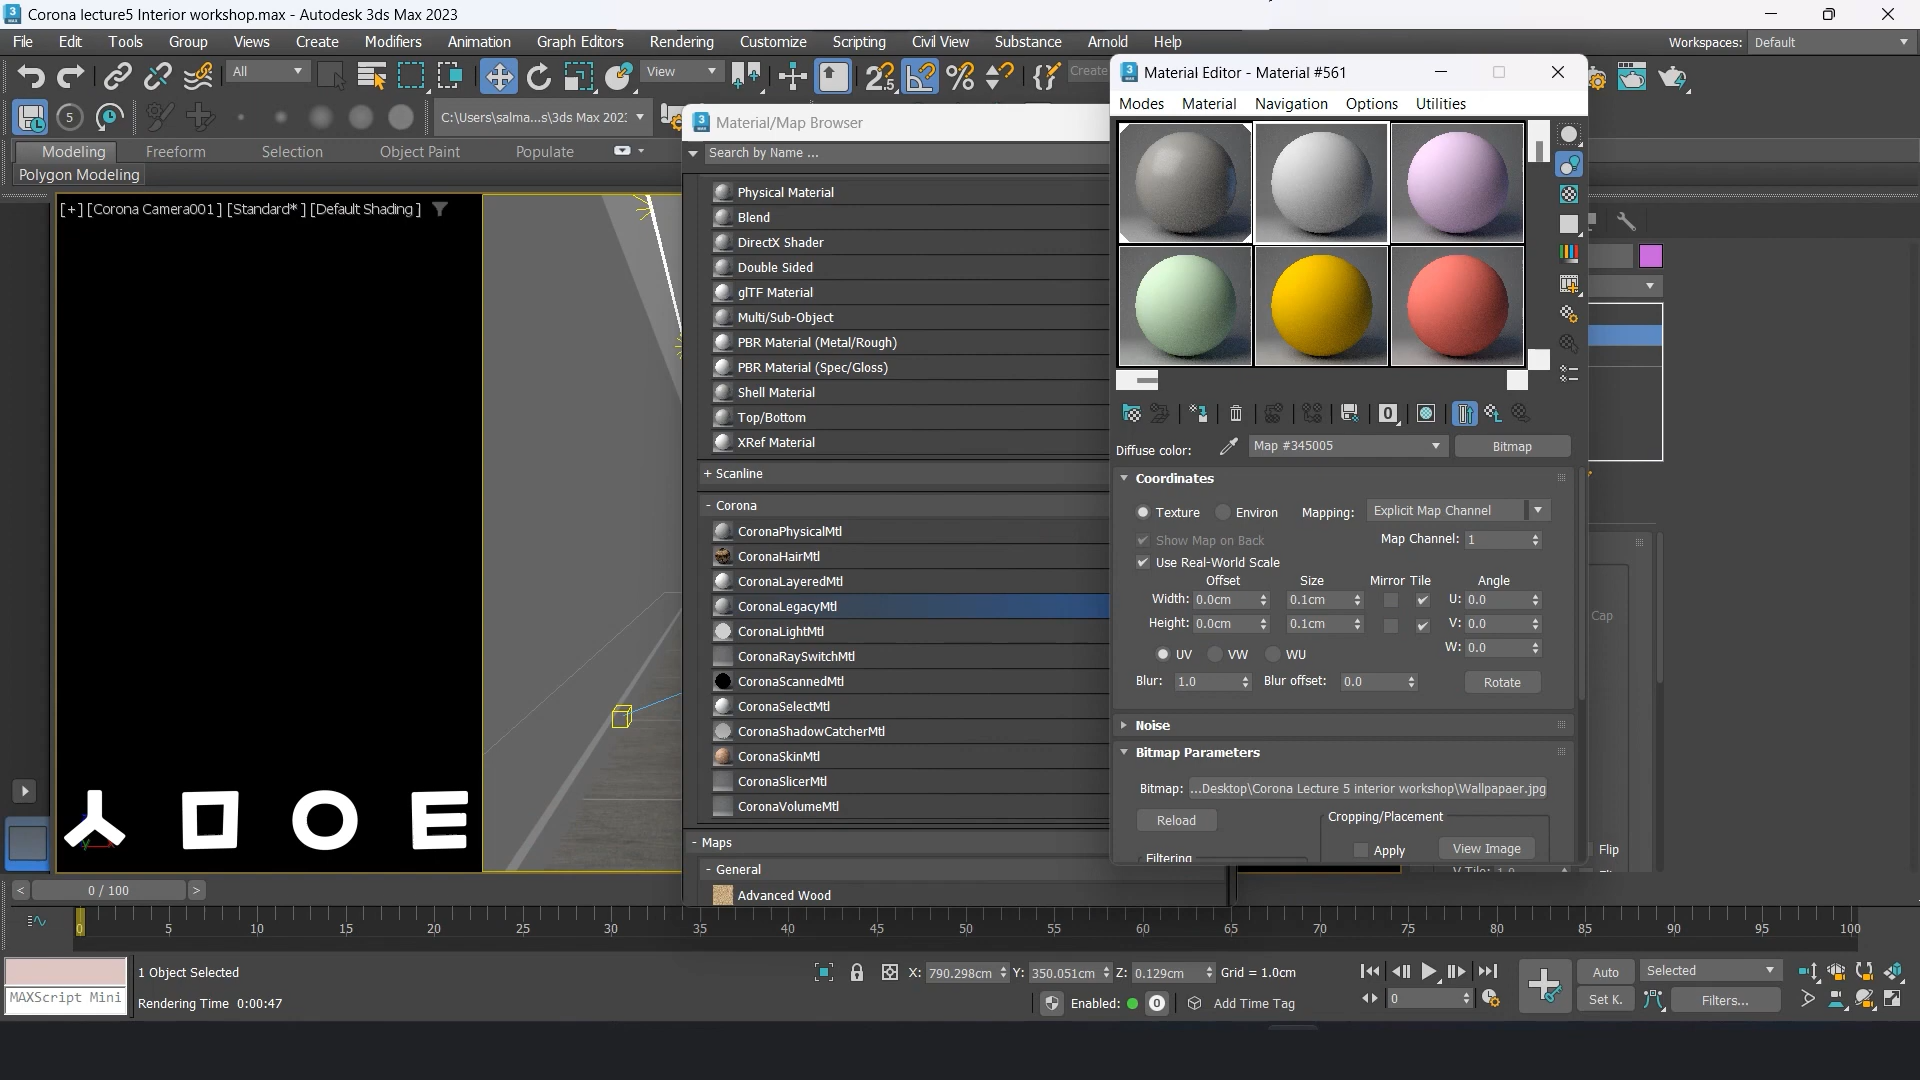 Corona lecture5 Interior workshop.max - Autodesk 3ds Max 2023
File Edit Tools Group Views Create Modifiers Animation Graph Editors Rendering Customize Scripting Civil View Substance Arnold Help Workspaces: Default
All View Create
5 C:\Users\salma...s\3ds Max 202:
Modeling Freeform Selection Object Paint Populate
Polygon Modeling
[+] [Corona Camera001] [Standard*] [Default Shading]
Material/Map Browser
Search by Name ...
Physical Material
Blend
DirectX Shader
Double Sided
glTF Material
Multi/Sub-Object
PBR Material (Metal/Rough)
PBR Material (Spec/Gloss)
Shell Material
Top/Bottom
XRef Material
+ Scanline
- Corona
CoronaPhysicalMtl
CoronaHairMtl
CoronaLayeredMtl
CoronaLegacyMtl
CoronaLightMtl
CoronaRaySwitchMtl
CoronaScannedMtl
CoronaSelectMtl
CoronaShadowCatcherMtl
CoronaSkinMtl
CoronaSlicerMtl
CoronaVolumeMtl
- Maps
- General
Advanced Wood
Material Editor - Material #561
Modes Material Navigation Options Utilities
Diffuse color: Map #345005 Bitmap
Coordinates
Texture Environ Mapping: Explicit Map Channel
Show Map on Back Map Channel: 1
Use Real-World Scale
Offset Size Mirror Tile Angle
Width: 0.0cm 0.1cm U: 0.0
Height: 0.0cm 0.1cm V: 0.0
W: 0.0
UV VW WU
Blur: 1.0 Blur offset: 0.0 Rotate
Noise
Bitmap Parameters
Bitmap: ...Desktop\Corona Lecture 5 interior workshop\Wallpapaer.jpg
Reload Cropping/Placement
Apply View Image
Filtering
Cap
Flip
V Tile: 1.0
0 / 100
0 5 10 15 20 25 30 35 40 45 50 55 60 65 70 75 80 85 90 95 100
1 Object Selected X: 790.298cm Y: 350.051cm Z: 0.129cm Grid = 1.0cm Auto Selected
MAXScript Mini Rendering Time 0:00:47 Enabled: 0 Add Time Tag 0 Set K. Filters...